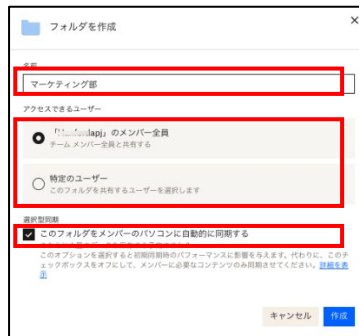 フォルダを作成
×
名前
マーケティング部
アクセスできるユーザー
のメンバー全員
チーム メンバー全員と共有する
特定のユーザー
このフォルダを共有するユーザーを選択します
選択型同期
このフォルダをメンバーのパソコンに自動的に同期する
このオプションを選択すると初期同期時のパフォーマンスに影響を与えます。代わりに、このチ
ェックボックスをオフにして、メンバーに必要なコンテンツのみ同期させてください。詳細を表
示
キャンセル 作成